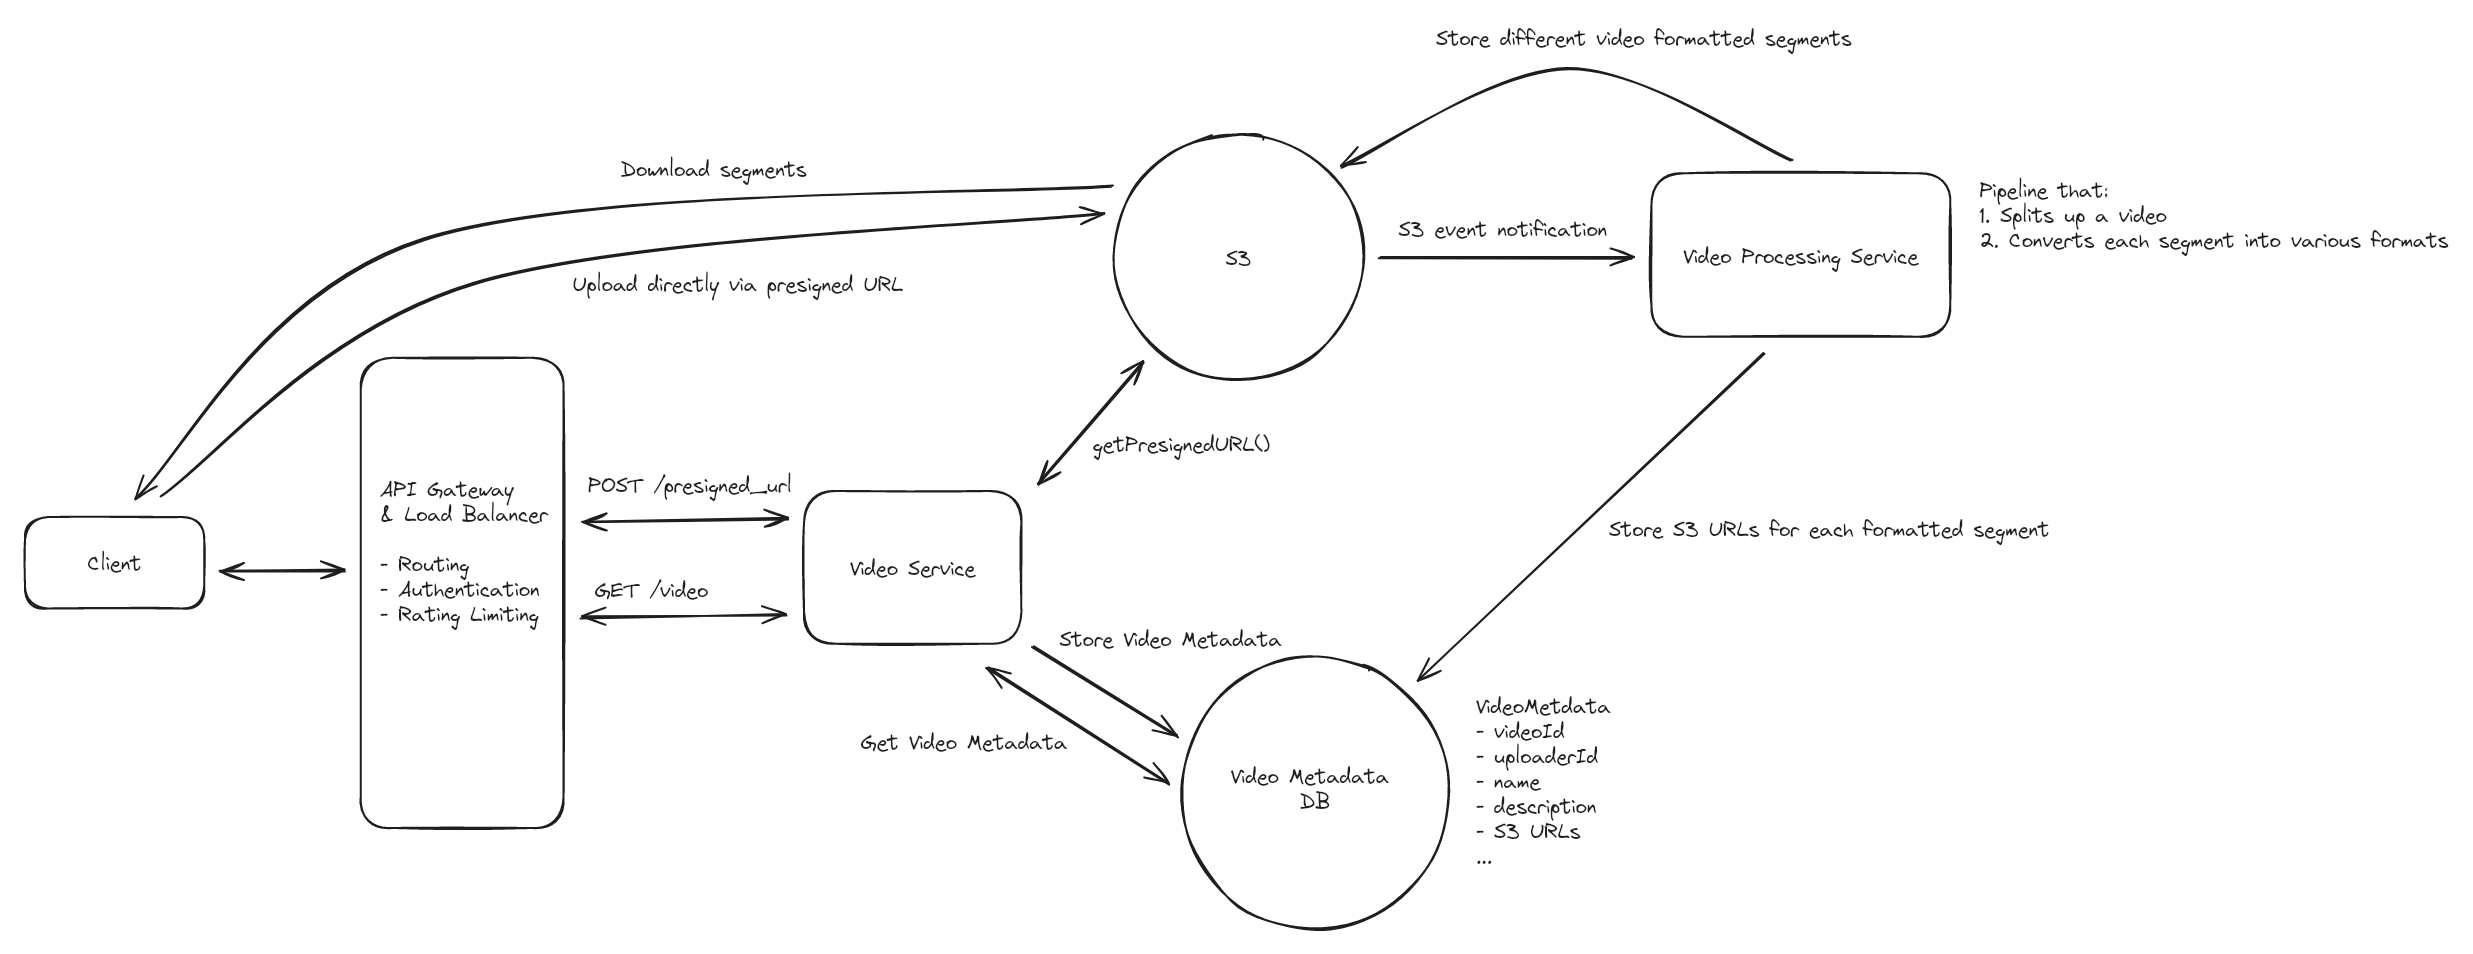 Store different video formatted segments
Download segments
Upload directly via presigned URL
S3
S3 event notification
Video Processing Service
Pipeline that:
1. Splits up a video
2. Converts each segment into various formats
getPresignedURL()
Client
API Gateway
& Load Balancer
- Routing
- Authentication
- Rating Limiting
POST /presigned_url
GET /video
Video Service
Store S3 URLs for each formatted segment
Store Video Metadata
Get Video Metadata
Video Metadata
DB
VideoMetdata
- videoId
- uploaderId
- name
- description
- S3 URLs
...